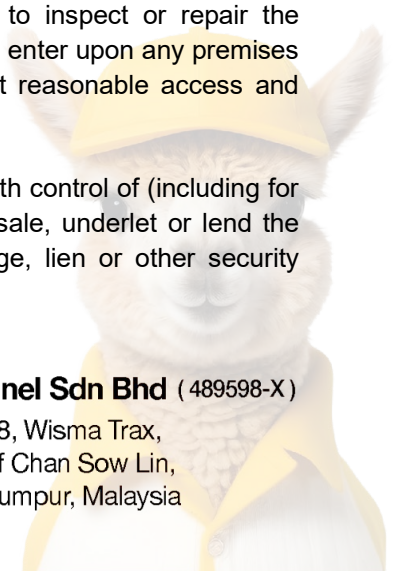 to inspect or repair the
enter upon any premises
t reasonable access and
th control of (including for
sale, underlet or lend the
ge, lien or other security
nel Sdn Bhd ( 489598-X )
8, Wisma Trax,
f Chan Sow Lin,
umpur, Malaysia